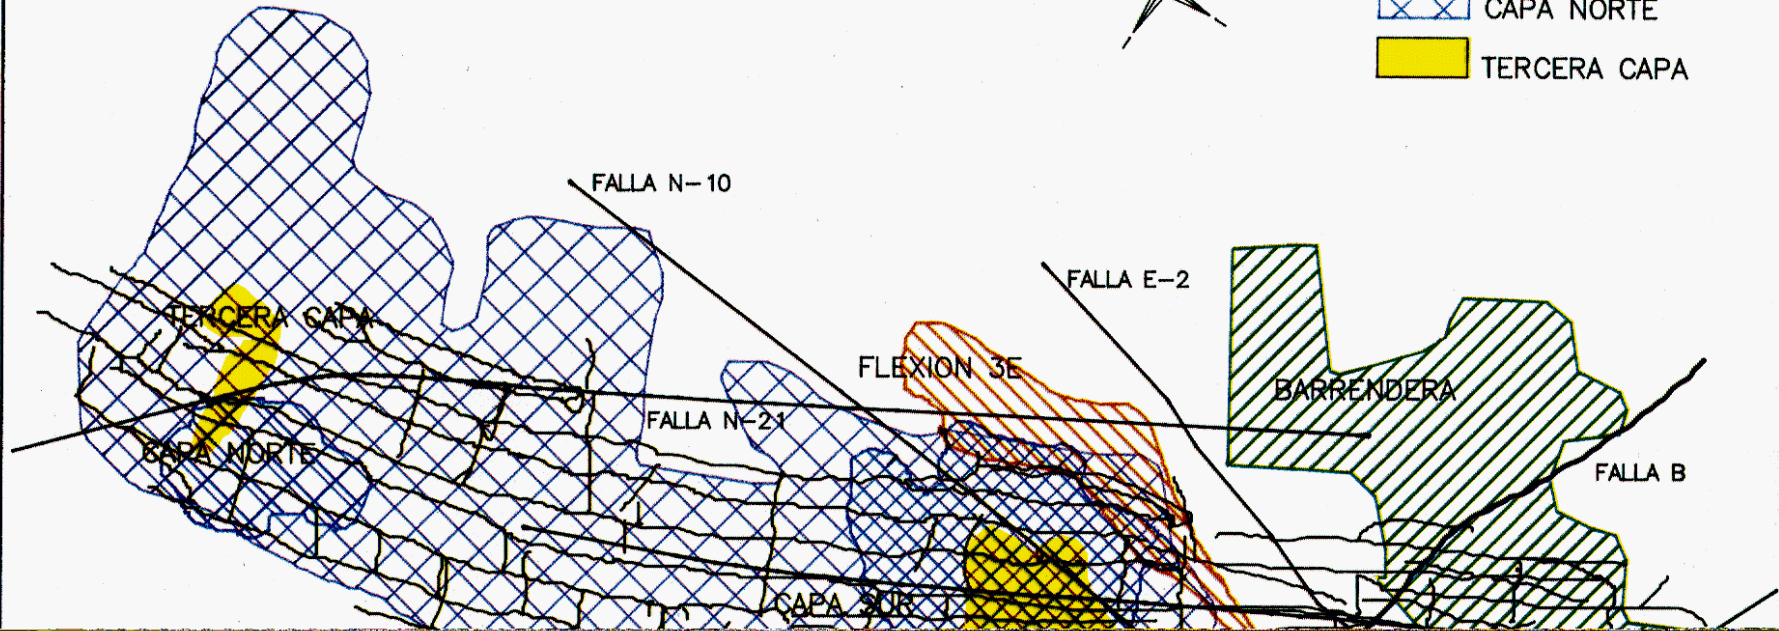 CAPA NORTE
TERCERA CAPA
FALLA N-10
FALLA E-2
TERCERA CAPA
FLEXION 3E
BARRENDERA
FALLA N-21
CAPA NORTE
FALLA B
CAPA SUR